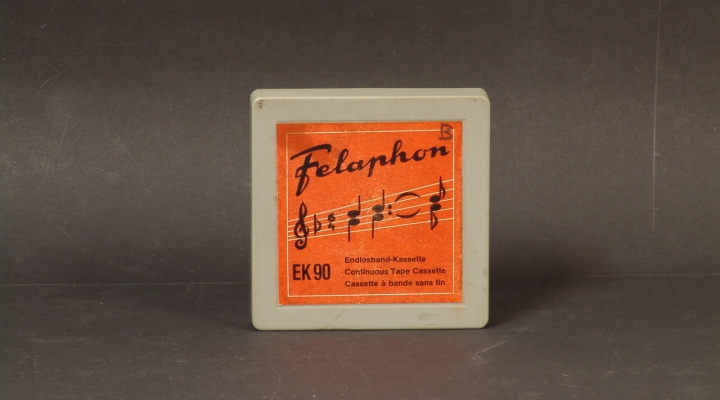 B
Felaphon
EK 90
Endlosband-Kassette
Continuous Tape Cassette
Cassette à bande sans fin